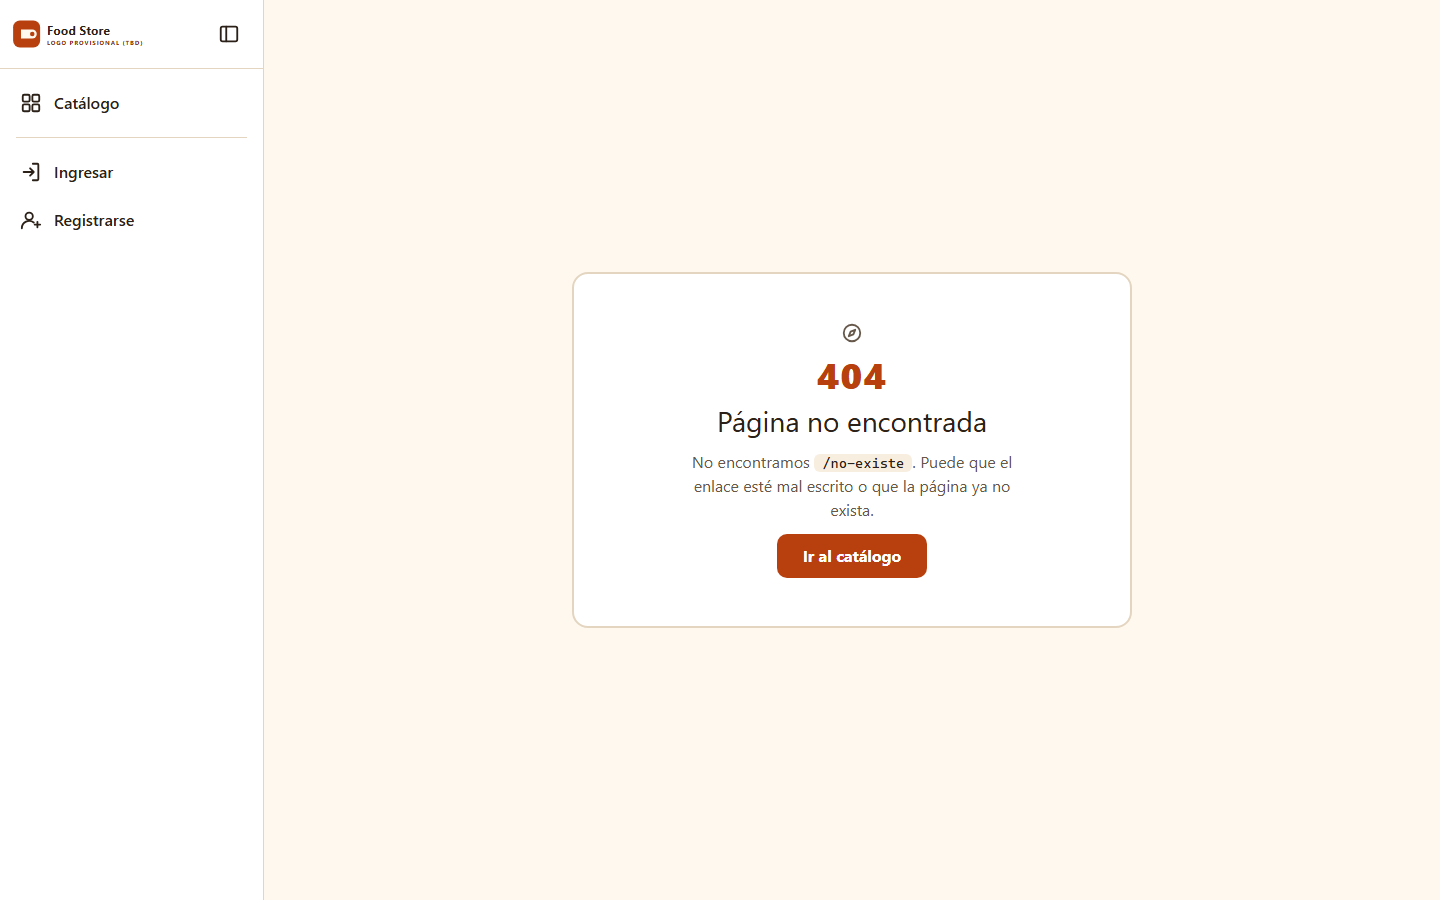 Food Store
LOGO PROVISIONAL (TBD)
Catálogo
Ingresar
Registrarse
404
Página no encontrada
No encontramos /no-existe. Puede que el
enlace esté mal escrito o que la página ya no
exista.
Ir al catálogo